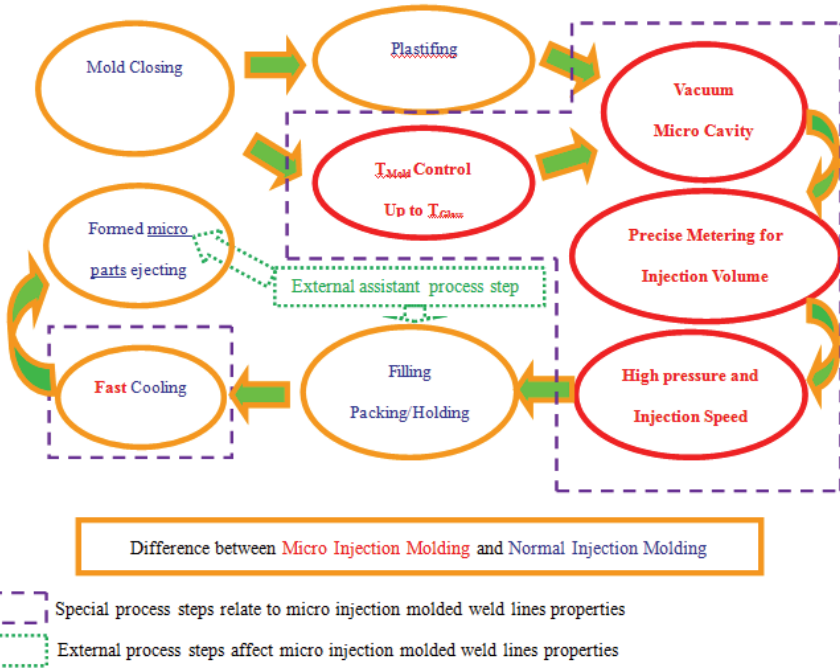 Mold Closing
Plastifing
Vacuum
Micro Cavity
T Mold Control
Up to T Glass
Formed micro
parts ejecting
Precise Metering for
Injection Volume
External assistant process step
Fast Cooling
Filling
Packing/Holding
High pressure and
Injection Speed
Difference between Micro Injection Molding and Normal Injection Molding
Special process steps relate to micro injection molded weld lines properties
External process steps affect micro injection molded weld lines properties